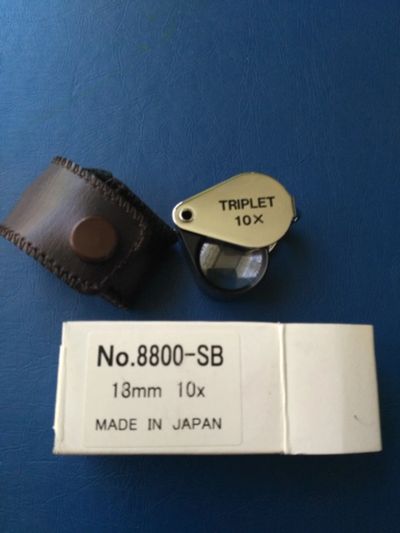 TRIPLET
10×
No.8800-SB
13mm 10x
MADE IN JAPAN